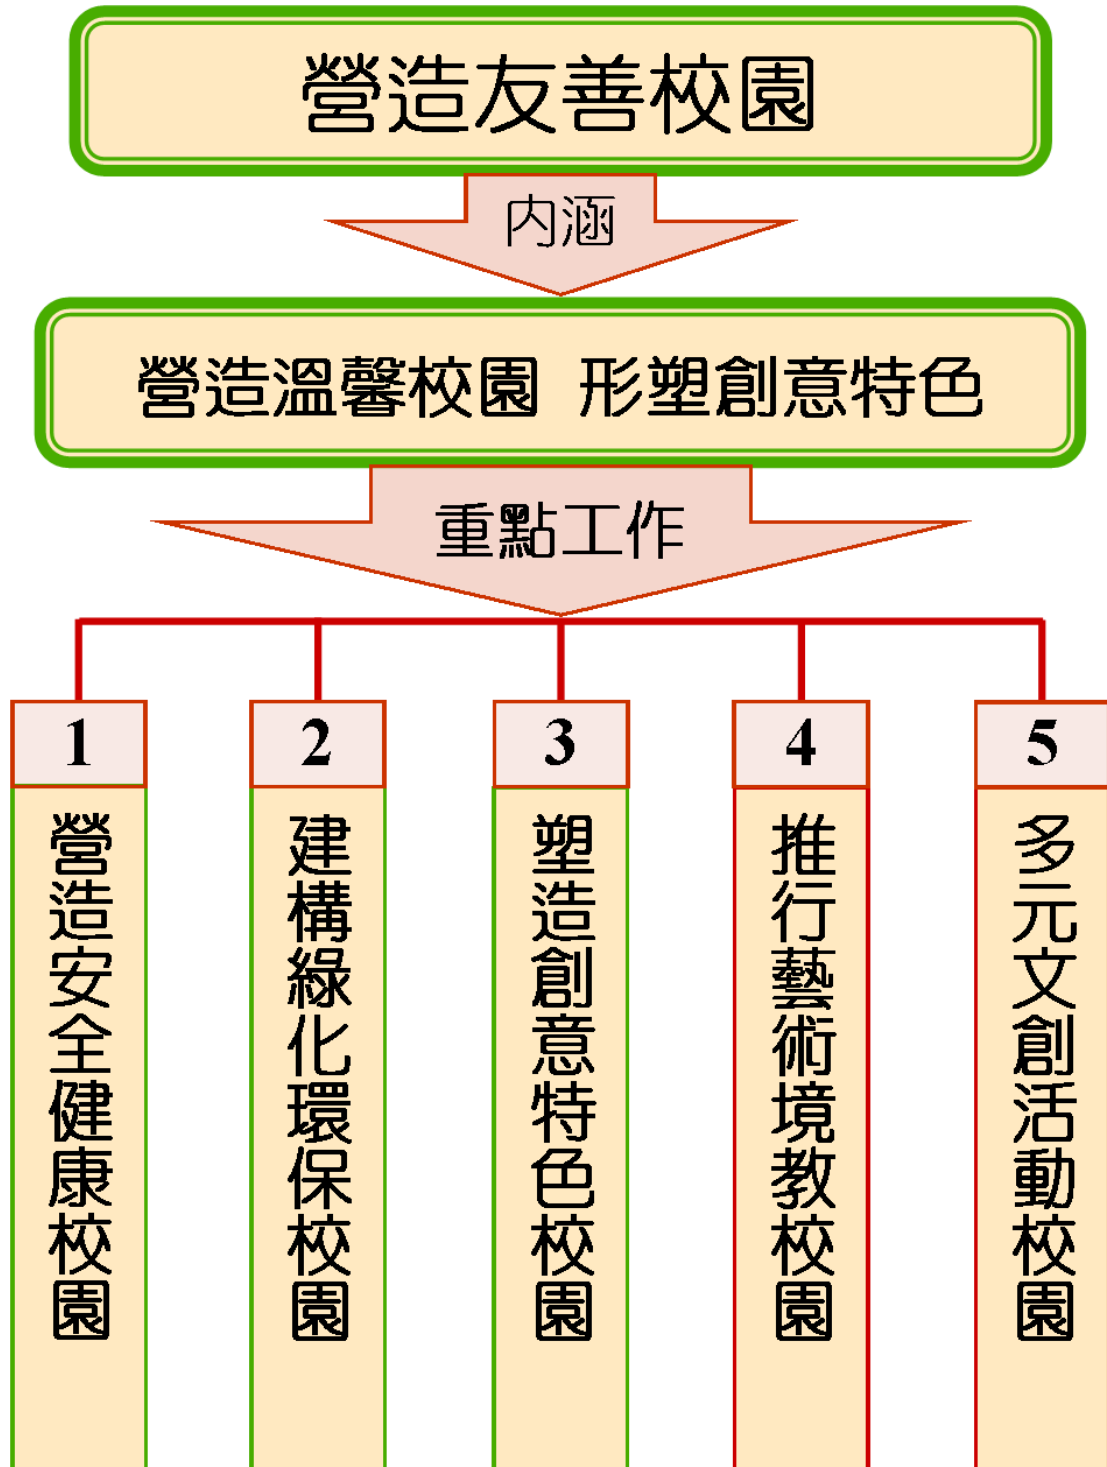 營造友善校園
內涵
營造溫馨校園 形塑創意特色
重點工作
1
營造安全健康校園
2
建構綠化環保校園
3
塑造創意特色校園
4
推行藝術境教校園
5
多元文創活動校園